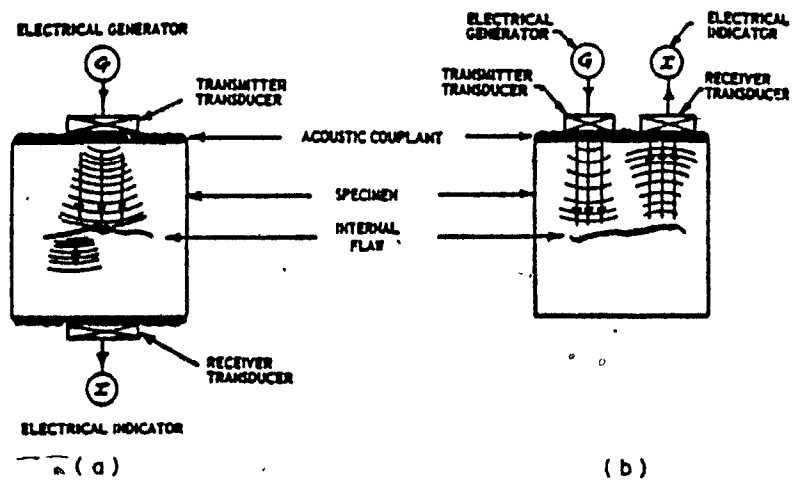 ELECTRICAL GENERATOR
G
TRANSMITTER
TRANSDUCER
ELECTRICAL
GENERATOR
G
TRANSMITTER
TRANSDUCER
ELECTRICAL
INDICATOR
I
RECEIVER
TRANSDUCER
ACOUSTIC COUPLANT
SPECIMEN
INTERNAL
FLAW
RECEIVER
TRANSDUCER
I
ELECTRICAL INDICATOR
(a)
(b)